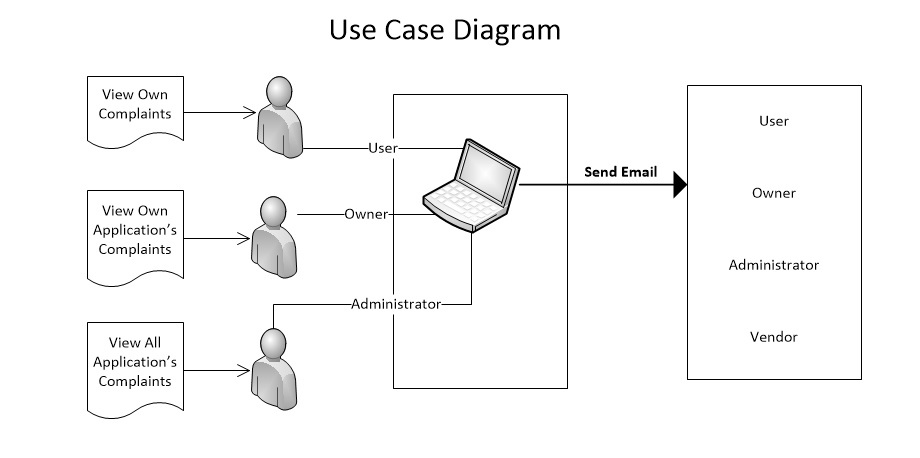 Use Case Diagram
View Own
Complaints
User
View Own
Application's
Complaints
Owner
View All
Application's
Complaints
Administrator
Send Email
User
Owner
Administrator
Vendor